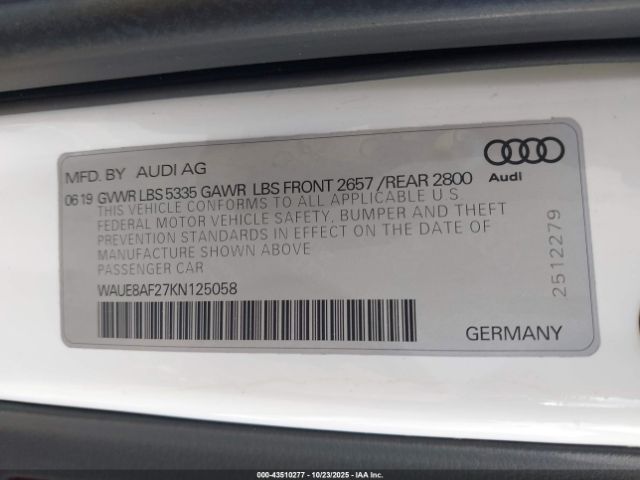 MFD. BY AUDI AG
0619 GVWR LBS 5335 GAWR LBS FRONT 2657 /REAR 2800
THIS VEHICLE CONFORMS TO ALL APPLICABLE U S
FEDERAL MOTOR VEHICLE SAFETY, BUMPER AND THEFT
PREVENTION STANDARDS IN EFFECT ON THE DATE OF
MANUFACTURE SHOWN ABOVE
PASSENGER CAR
WAUE8AF27KN125058
Audi
2512279
GERMANY
000-43510277 - 10/23/2025 - IAAI.com